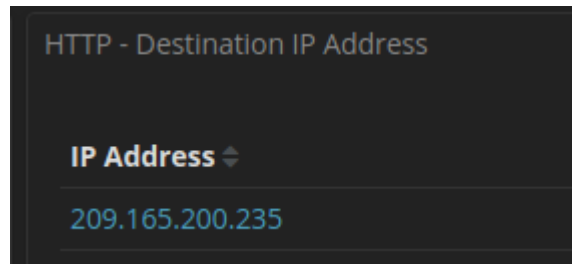 HTTP - Destination IP Address
IP Address
209.165.200.235